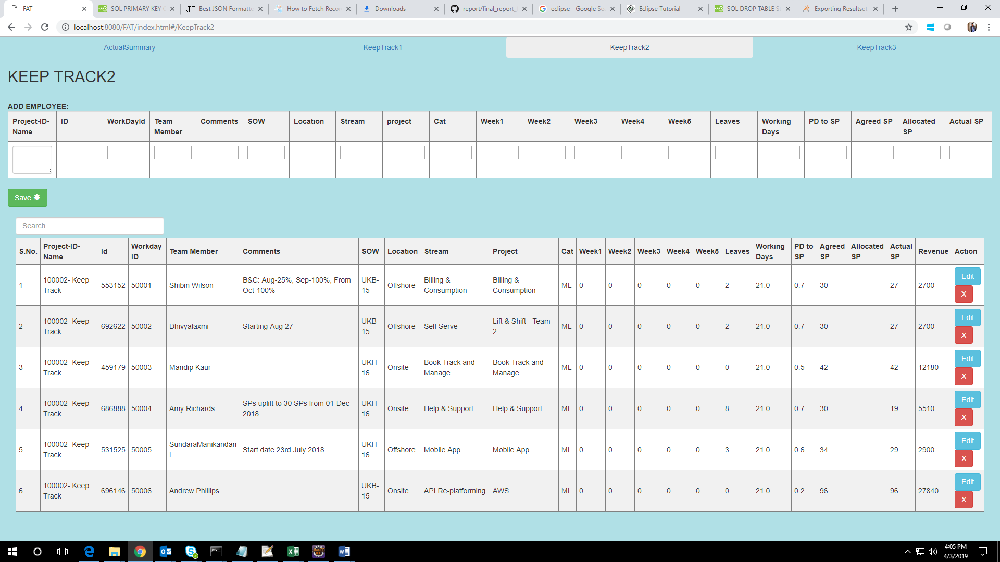 FAT
SQL PRIMARY KEY C
Best JSON Formatte
How to Fetch Recor
Downloads
report/final_report_
eclipse - Google Sea
Eclipse Tutorial
SQL DROP TABLE St
Exporting Resultset
localhost:8080/FAT/index.html#/KeepTrack2
ActualSummary KeepTrack1 KeepTrack2 KeepTrack3
KEEP TRACK2
ADD EMPLOYEE:
Project-ID-Name ID WorkDayId Team Member Comments SOW Location Stream project Cat Week1 Week2 Week3 Week4 Week5 Leaves Working Days PD to SP Agreed SP Allocated SP Actual SP
Save
Search
S.No. Project-ID-Name Id Workday ID Team Member Comments SOW Location Stream Project Cat Week1 Week2 Week3 Week4 Week5 Leaves Working Days PD to SP Agreed SP Allocated SP Actual SP Revenue Action
1 100002- Keep Track 553152 50001 Shibin Wilson B&C: Aug-25%, Sep-100%, From Oct-100% UKB-15 Offshore Billing & Consumption Billing & Consumption ML 0 0 0 0 0 2 21.0 0.7 30 27 2700 Edit X
2 100002- Keep Track 692622 50002 Dhivyalaxmi Starting Aug 27 UKB-15 Offshore Self Serve Lift & Shift - Team 2 ML 0 0 0 0 0 2 21.0 0.7 30 27 2700 Edit X
3 100002- Keep Track 459179 50003 Mandip Kaur UKH-16 Onsite Book Track and Manage Book Track and Manage ML 0 0 0 0 0 0 21.0 0.5 42 42 12180 Edit X
4 100002- Keep Track 686888 50004 Amy Richards SPs uplift to 30 SPs from 01-Dec-2018 UKH-16 Onsite Help & Support Help & Support ML 0 0 0 0 0 8 21.0 0.7 30 19 5510 Edit X
5 100002- Keep Track 531525 50005 SundaraManikandan L Start date 23rd July 2018 UKH-16 Offshore Mobile App Mobile App ML 0 0 0 0 0 3 21.0 0.6 34 29 2900 Edit X
6 100002- Keep Track 696146 50006 Andrew Phillips UKB-15 Onsite API Re-platforming AWS ML 0 0 0 0 0 0 21.0 0.2 96 96 27840 Edit X
4:05 PM
4/3/2019